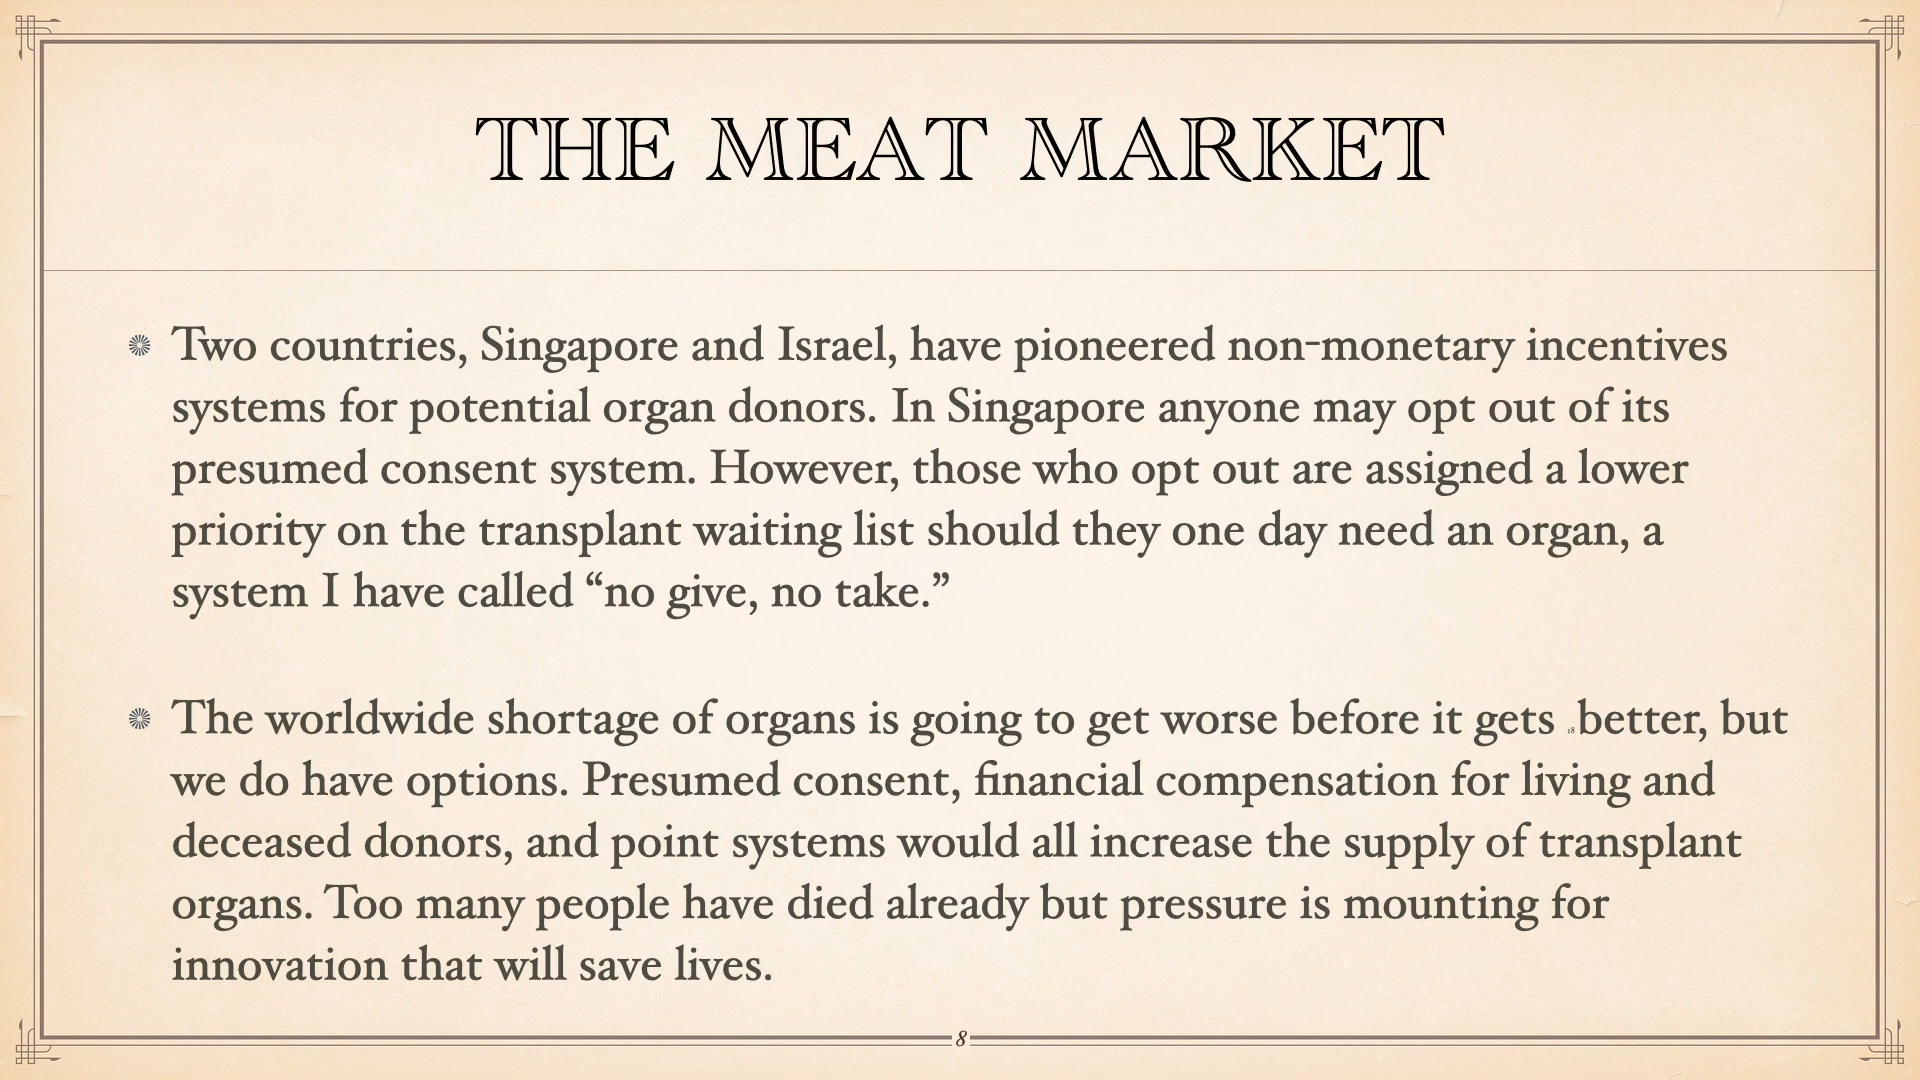 THE MEAT MARKET
Two countries, Singapore and Israel, have pioneered non-monetary incentives
systems for potential organ donors. In Singapore anyone may opt out of its
presumed consent system. However, those who opt out are assigned a lower
priority on the transplant waiting list should they one day need an organ, a
system I have called “no give, no take.”
The worldwide shortage of organs is going to get worse before it gets 18 better, but
we do have options. Presumed consent, financial compensation for living and
deceased donors, and point systems would all increase the supply of transplant
organs. Too many people have died already but pressure is mounting for
innovation that will save lives.
8